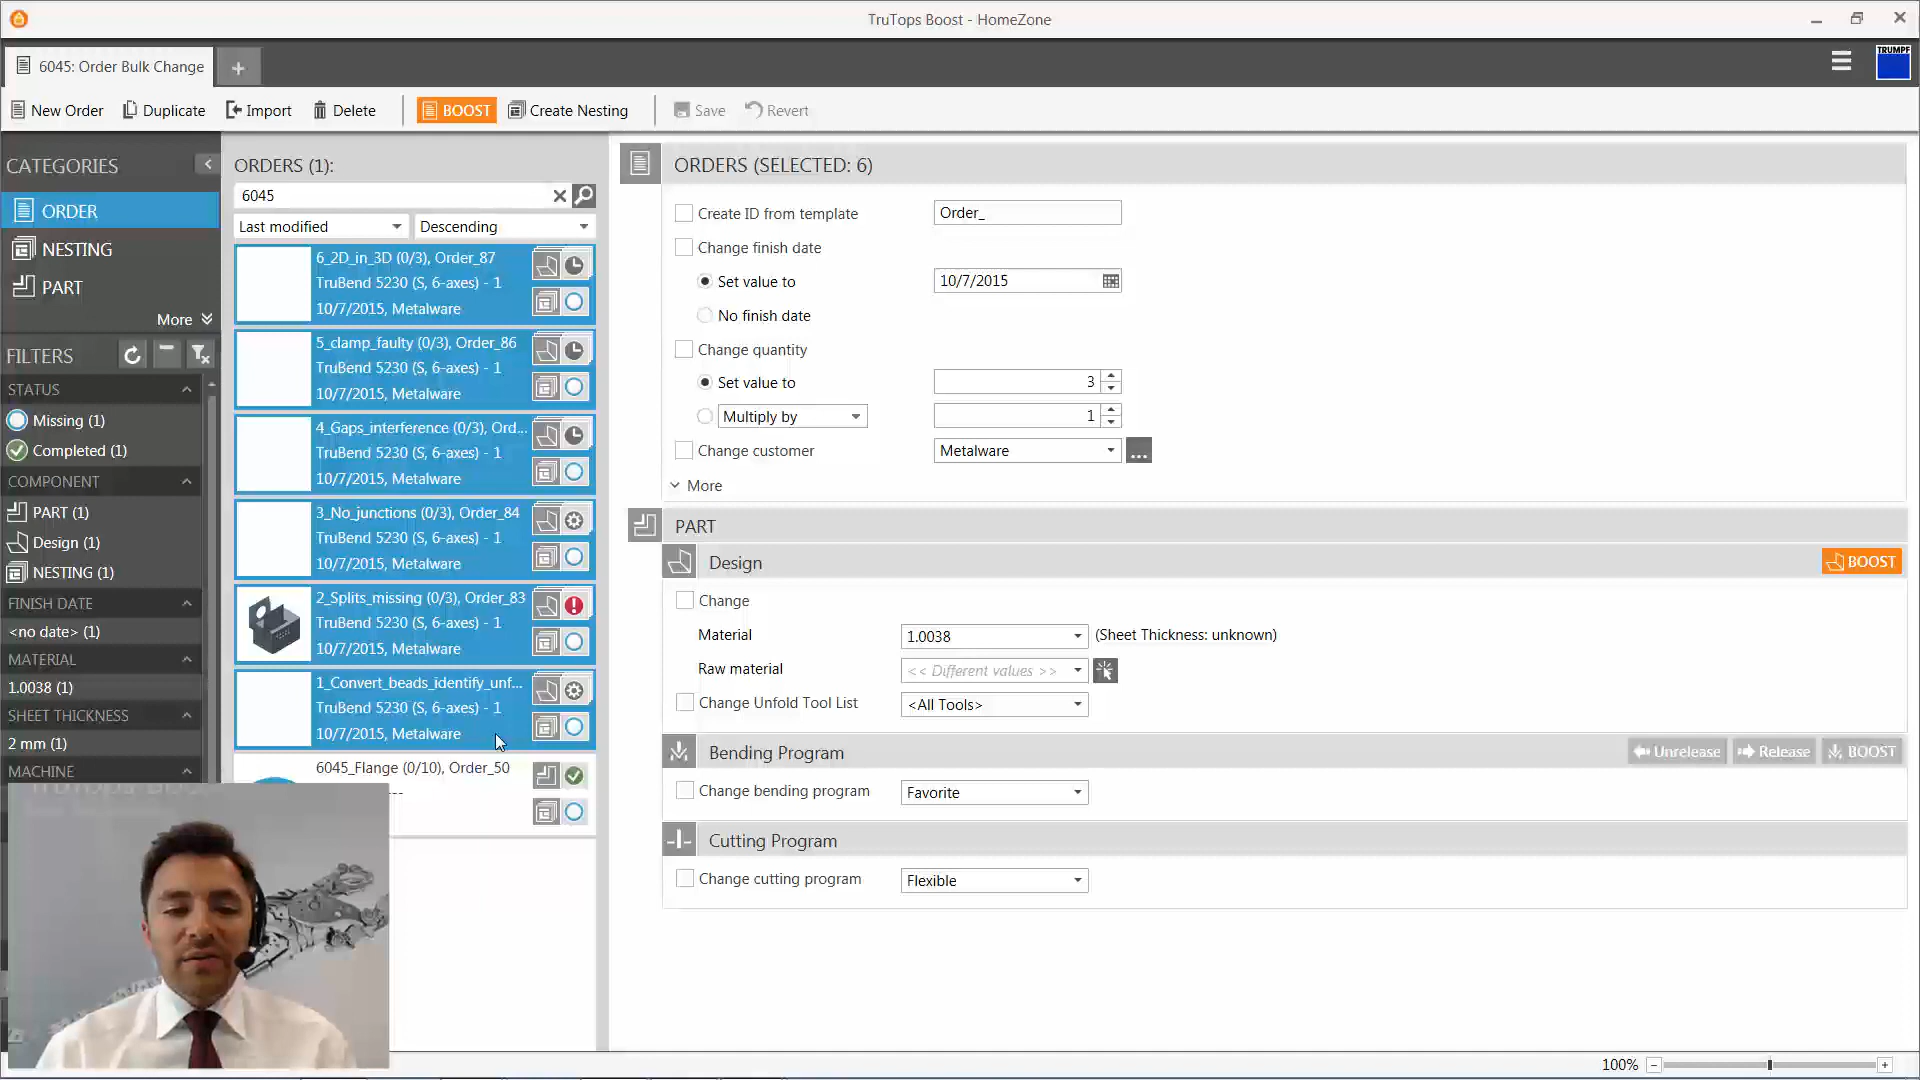 TruTops Boost - HomeZone
6045: Order Bulk Change
+
TRUMPF
New Order
Duplicate
Import
Delete
BOOST
Create Nesting
Save
Revert
CATEGORIES
ORDER
NESTING
PART
More
FILTERS
STATUS
Missing (1)
Completed (1)
COMPONENT
PART (1)
Design (1)
NESTING (1)
FINISH DATE
<no date> (1)
MATERIAL
1.0038 (1)
SHEET THICKNESS
2 mm (1)
MACHINE
ORDERS (1):
6045
Last modified
Descending
6_2D_in_3D (0/3), Order_87
TruBend 5230 (S, 6-axes) - 1
10/7/2015, Metalware
5_clamp_faulty (0/3), Order_86
TruBend 5230 (S, 6-axes) - 1
10/7/2015, Metalware
4_Gaps_interference (0/3), Ord...
TruBend 5230 (S, 6-axes) - 1
10/7/2015, Metalware
3_No_junctions (0/3), Order_84
TruBend 5230 (S, 6-axes) - 1
10/7/2015, Metalware
2_Splits_missing (0/3), Order_83
TruBend 5230 (S, 6-axes) - 1
10/7/2015, Metalware
1_Convert_beads_identify_unf...
TruBend 5230 (S, 6-axes) - 1
10/7/2015, Metalware
6045_Flange (0/10), Order_50
ORDERS (SELECTED: 6)
Create ID from template
Order_
Change finish date
Set value to
10/7/2015
No finish date
Change quantity
Set value to
3
Multiply by
1
Change customer
Metalware
...
More
PART
Design
BOOST
Change
Material
1.0038
(Sheet Thickness: unknown)
Raw material
<< Different values >>
Change Unfold Tool List
<All Tools>
Bending Program
Unrelease
Release
BOOST
Change bending program
Favorite
Cutting Program
Change cutting program
Flexible
100%